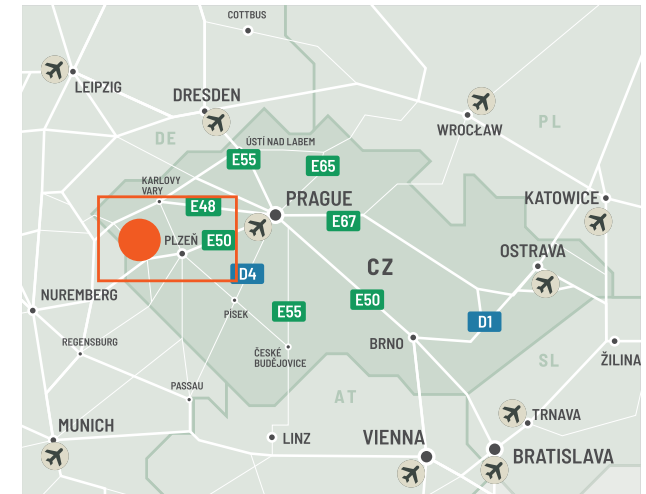 COTTBUS
LEIPZIG
DRESDEN
WROCŁAW
PL
DE
ÚSTÍ NAD LABEM
E55
E65
KARLOVY
VARY
E48
PRAGUE
KATOWICE
E67
PLZEŇ
E50
OSTRAVA
CZ
D4
NUREMBERG
E50
PÍSEK
E55
D1
REGENSBURG
BRNO
ČESKÉ
BUDĚJOVICE
SL
ŽILINA
PASSAU
AT
TRNAVA
MUNICH
LINZ
VIENNA
BRATISLAVA